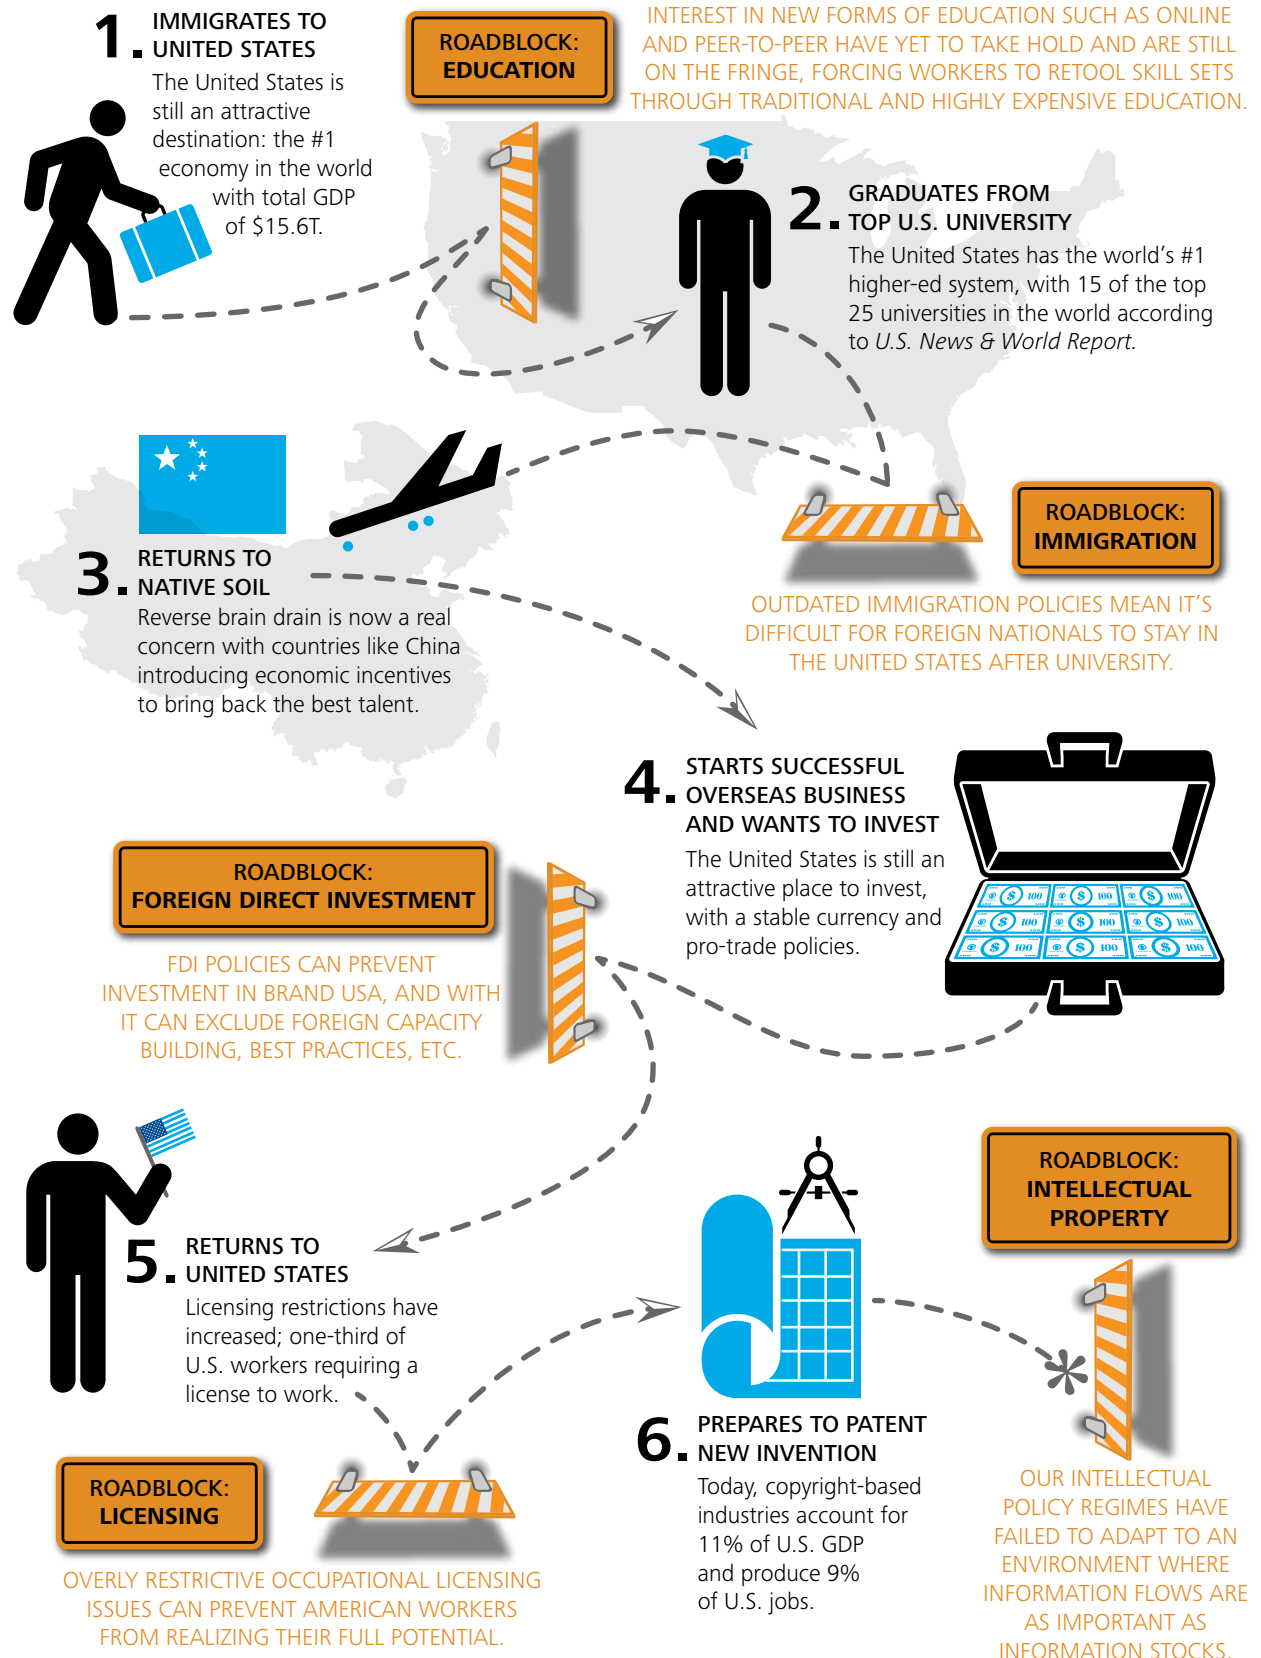 1. IMMIGRATES TO
UNITED STATES
The United States is
still an attractive
destination: the #1
economy in the world
with total GDP
of $15.6T.
ROADBLOCK:
EDUCATION
INTEREST IN NEW FORMS OF EDUCATION SUCH AS ONLINE
AND PEER-TO-PEER HAVE YET TO TAKE HOLD AND ARE STILL
ON THE FRINGE, FORCING WORKERS TO RETOOL SKILL SETS
THROUGH TRADITIONAL AND HIGHLY EXPENSIVE EDUCATION.
2. GRADUATES FROM
TOP U.S. UNIVERSITY
The United States has the world's #1
higher-ed system, with 15 of the top
25 universities in the world according
to U.S. News & World Report.
ROADBLOCK:
IMMIGRATION
OUTDATED IMMIGRATION POLICIES MEAN IT'S
DIFFICULT FOR FOREIGN NATIONALS TO STAY IN
THE UNITED STATES AFTER UNIVERSITY.
3. RETURNS TO
NATIVE SOIL
Reverse brain drain is now a real
concern with countries like China
introducing economic incentives
to bring back the best talent.
4. STARTS SUCCESSFUL
OVERSEAS BUSINESS
AND WANTS TO INVEST
The United States is still an
attractive place to invest,
with a stable currency and
pro-trade policies.
$ 100 $ 100 $ 100
$ 100 $ 100 $ 100
$ 100 $ 100 $ 100
ROADBLOCK:
FOREIGN DIRECT INVESTMENT
FDI POLICIES CAN PREVENT
INVESTMENT IN BRAND USA, AND WITH
IT CAN EXCLUDE FOREIGN CAPACITY
BUILDING, BEST PRACTICES, ETC.
5. RETURNS TO
UNITED STATES
Licensing restrictions have
increased; one-third of
U.S. workers requiring a
license to work.
ROADBLOCK:
LICENSING
OVERLY RESTRICTIVE OCCUPATIONAL LICENSING
ISSUES CAN PREVENT AMERICAN WORKERS
FROM REALIZING THEIR FULL POTENTIAL.
6. PREPARES TO PATENT
NEW INVENTION
Today, copyright-based
industries account for
11% of U.S. GDP
and produce 9%
of U.S. jobs.
ROADBLOCK:
INTELLECTUAL
PROPERTY
OUR INTELLECTUAL
POLICY REGIMES HAVE
FAILED TO ADAPT TO AN
ENVIRONMENT WHERE
INFORMATION FLOWS ARE
AS IMPORTANT AS
INFORMATION STOCKS.